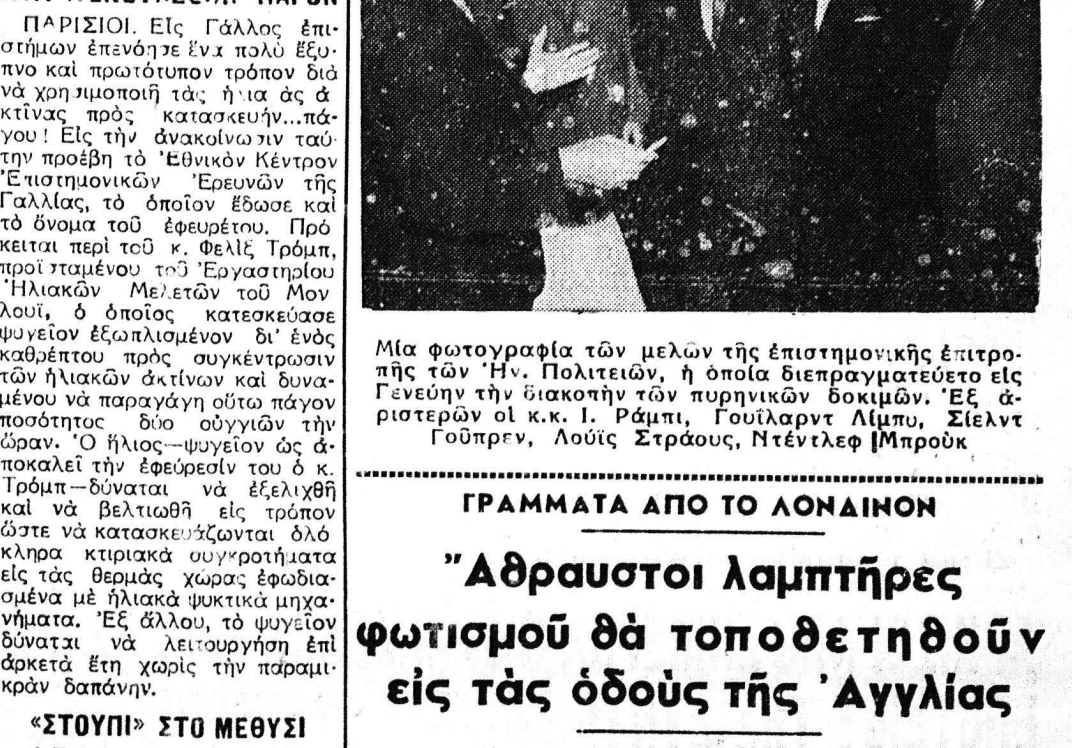 ΠΑΡΙΣΙΟΙ. Εἷς Γάλλος ἐπι-
στήμων ἐπενόησε ἕνα πολὺ ἔξυ-
πνο καὶ πρωτότυπον τρόπον διὰ
νὰ χρησιμοποιῆ τὰς ἡλιακὰς ἀ
κτῖνας πρὸς κατασκευήν...πά-
γου! Εἰς τὴν ἀνακοίνωσιν ταύ-
την προέβη τὸ Ἐθνικὸν Κέντρον
Ἐπιστημονικῶν Ἐρευνῶν τῆς
Γαλλίας, τὸ ὁποῖον ἔδωσε καὶ
τὸ ὄνομα τοῦ ἐφευρέτου. Πρό
κειται περὶ τοῦ κ. Φελὶξ Τρόμπ,
προϊσταμένου τοῦ Ἐργαστηρίου
Ἡλιακῶν Μελετῶν τοῦ Μον
λουῒ, ὁ ὁποῖος κατεσκεύασε
ψυγεῖον ἐξωπλισμένον δι' ἑνὸς
καθρέπτου πρὸς συγκέντρωσιν
τῶν ἡλιακῶν ἀκτίνων καὶ δυνα-
μένου νὰ παραγάγη οὕτω πάγον
ποσότητος δύο οὐγγιῶν τὴν
ὥραν. Ὁ ἥλιος—ψυγεῖον ὡς ἀ-
ποκαλεῖ τὴν ἐφεύρεσίν του ὁ κ.
Τρόμπ—δύναται νὰ ἐξελιχθῆ
καὶ νὰ βελτιωθῆ εἰς τρόπον
ὥστε νὰ κατασκευάζωνται ὁλό
κληρα κτιριακὰ συγκροτήματα
εἰς τὰς θερμὰς χώρας ἐφωδια-
σμένα μὲ ἡλιακὰ ψυκτικὰ μηχα-
νήματα. Ἐξ ἄλλου, τὸ ψυγεῖον
δύναται νὰ λειτουργήση ἐπὶ
ἀρκετὰ ἔτη χωρὶς τὴν παραμι-
κρὰν δαπάνην.
«ΣΤΟΥΠΙ» ΣΤΟ ΜΕΘΥΣΙ
Μία φωτογραφία τῶν μελῶν τῆς ἐπιστημονικῆς ἐπιτρο-
πῆς τῶν Ἡν. Πολιτειῶν, ἡ ὁποία διεπραγματεύετο εἰς
Γενεύην τὴν διακοπὴν τῶν πυρηνικῶν δοκιμῶν. Ἐξ ἀ-
ριστερῶν οἱ κ.κ. Ι. Ράμπι, Γουΐλαρντ Λίμπυ, Σίελντ
Γοῦπρεν, Λούϊς Στράους, Ντέντλεφ Μπροὺκ
ΓΡΑΜΜΑΤΑ ΑΠΟ ΤΟ ΛΟΝΔΙΝΟΝ
Ἄθραυστοι λαμπτῆρες
φωτισμοῦ θὰ τοποθετηθοῦν
εἰς τὰς ὁδοὺς τῆς Ἀγγλίας